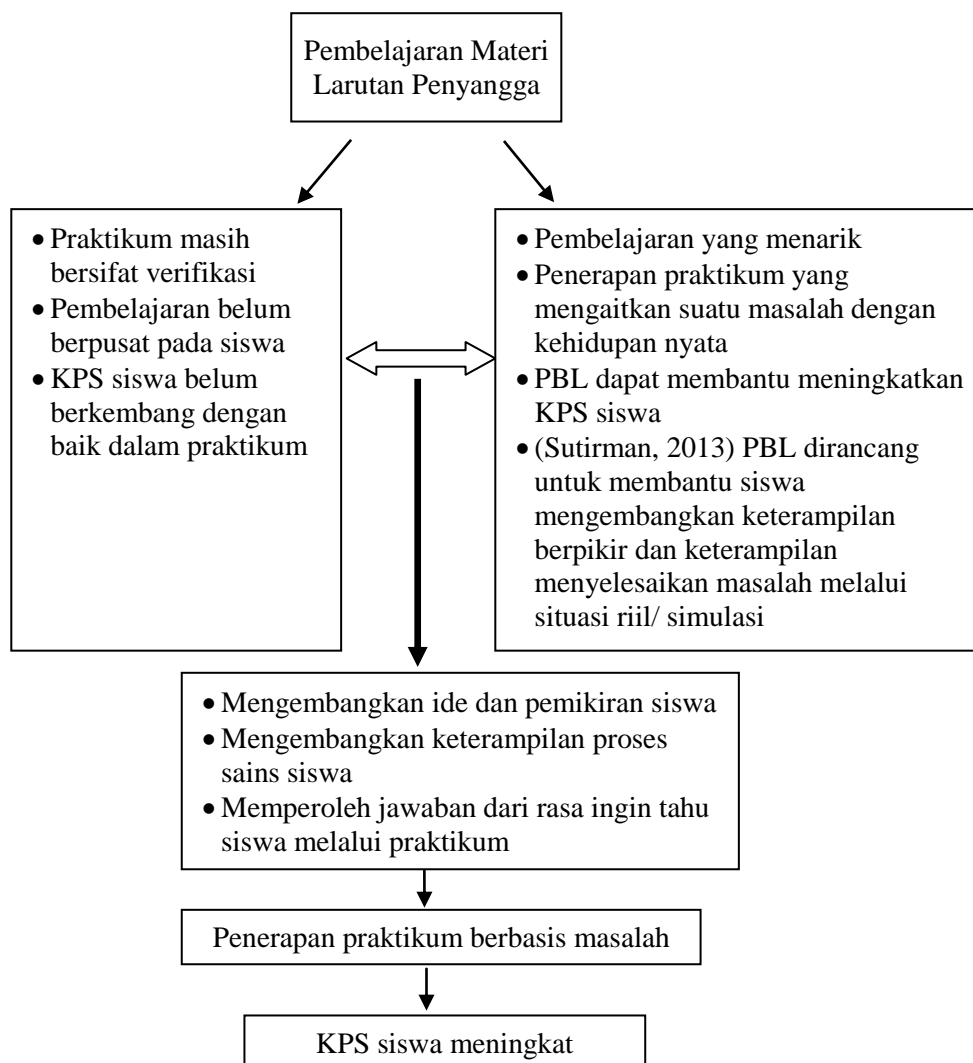 Pembelajaran Materi
Larutan Penyangga
• Praktikum masih
bersifat verifikasi
• Pembelajaran belum
berpusat pada siswa
• KPS siswa belum
berkembang dengan
baik dalam praktikum
• Pembelajaran yang menarik
• Penerapan praktikum yang
mengaitkan suatu masalah dengan
kehidupan nyata
• PBL dapat membantu meningkatkan
KPS siswa
• (Sutirman, 2013) PBL dirancang
untuk membantu siswa
mengembangkan keterampilan
berpikir dan keterampilan
menyelesaikan masalah melalui
situasi riil/ simulasi
• Mengembangkan ide dan pemikiran siswa
• Mengembangkan keterampilan proses
sains siswa
• Memperoleh jawaban dari rasa ingin tahu
siswa melalui praktikum
Penerapan praktikum berbasis masalah
KPS siswa meningkat